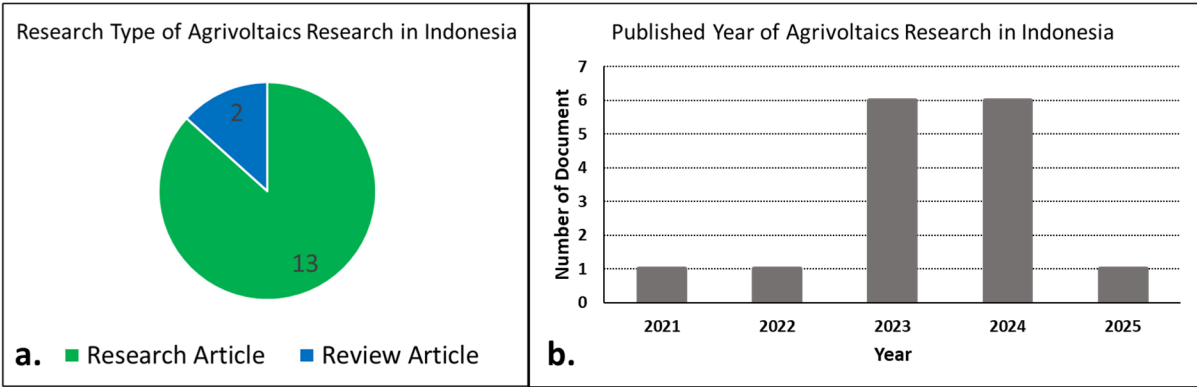 Research Type of Agrivoltaics Research in Indonesia
2
13
a. Research Article Review Article
Published Year of Agrivoltaics Research in Indonesia
Number of Document
7
6
5
4
3
2
1
0
2021 2022 2023 2024 2025
Year
b.